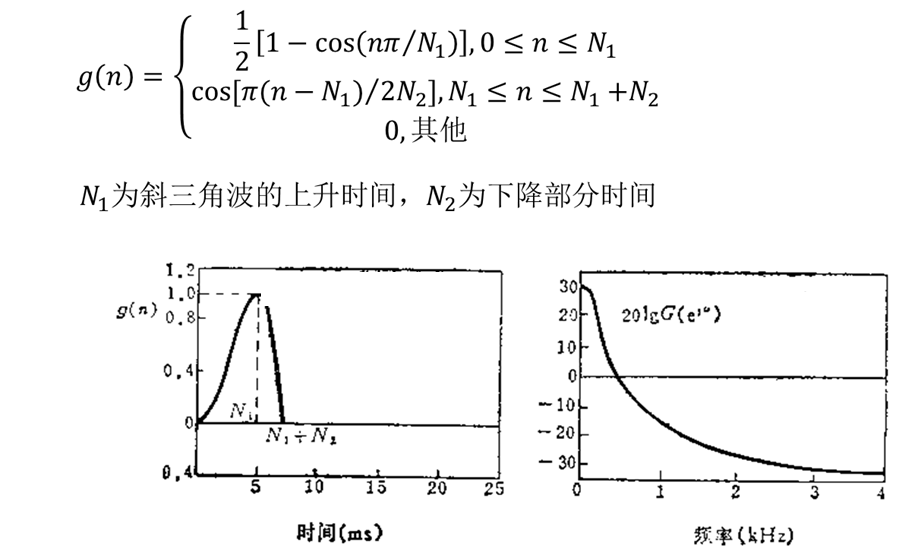 g(n) = { 1/2 [1 − cos(nπ/N₁)], 0 ≤ n ≤ N₁
cos[π(n − N₁)/2N₂], N₁ ≤ n ≤ N₁ +N₂
0, 其他
N₁为斜三角波的上升时间，N₂为下降部分时间
1.2
1.0
g(n)
0.8
0.4
0
0.4
N₁
N₁+N₂
5
10
15
20
25
时间(ms)
30
20
10
0
−10
−20
−30
20lgG(eʲᵘ)
0
1
2
3
4
频率(kHz)